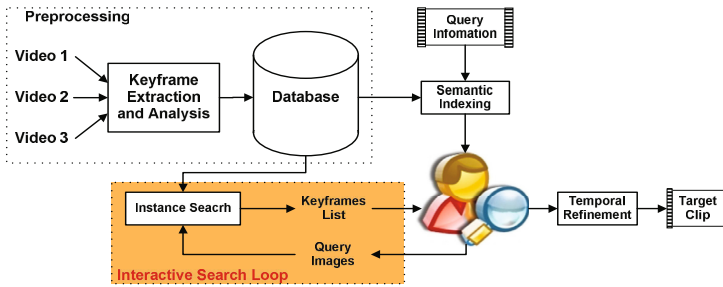 Preprocessing
Video 1
Video 2
Video 3
Keyframe
Extraction
and Analysis
Database
Query
Infomation
Semantic
Indexing
Instance Seacrh
Keyframes
List
Query
Images
Interactive Search Loop
Temporal
Refinement
Target
Clip